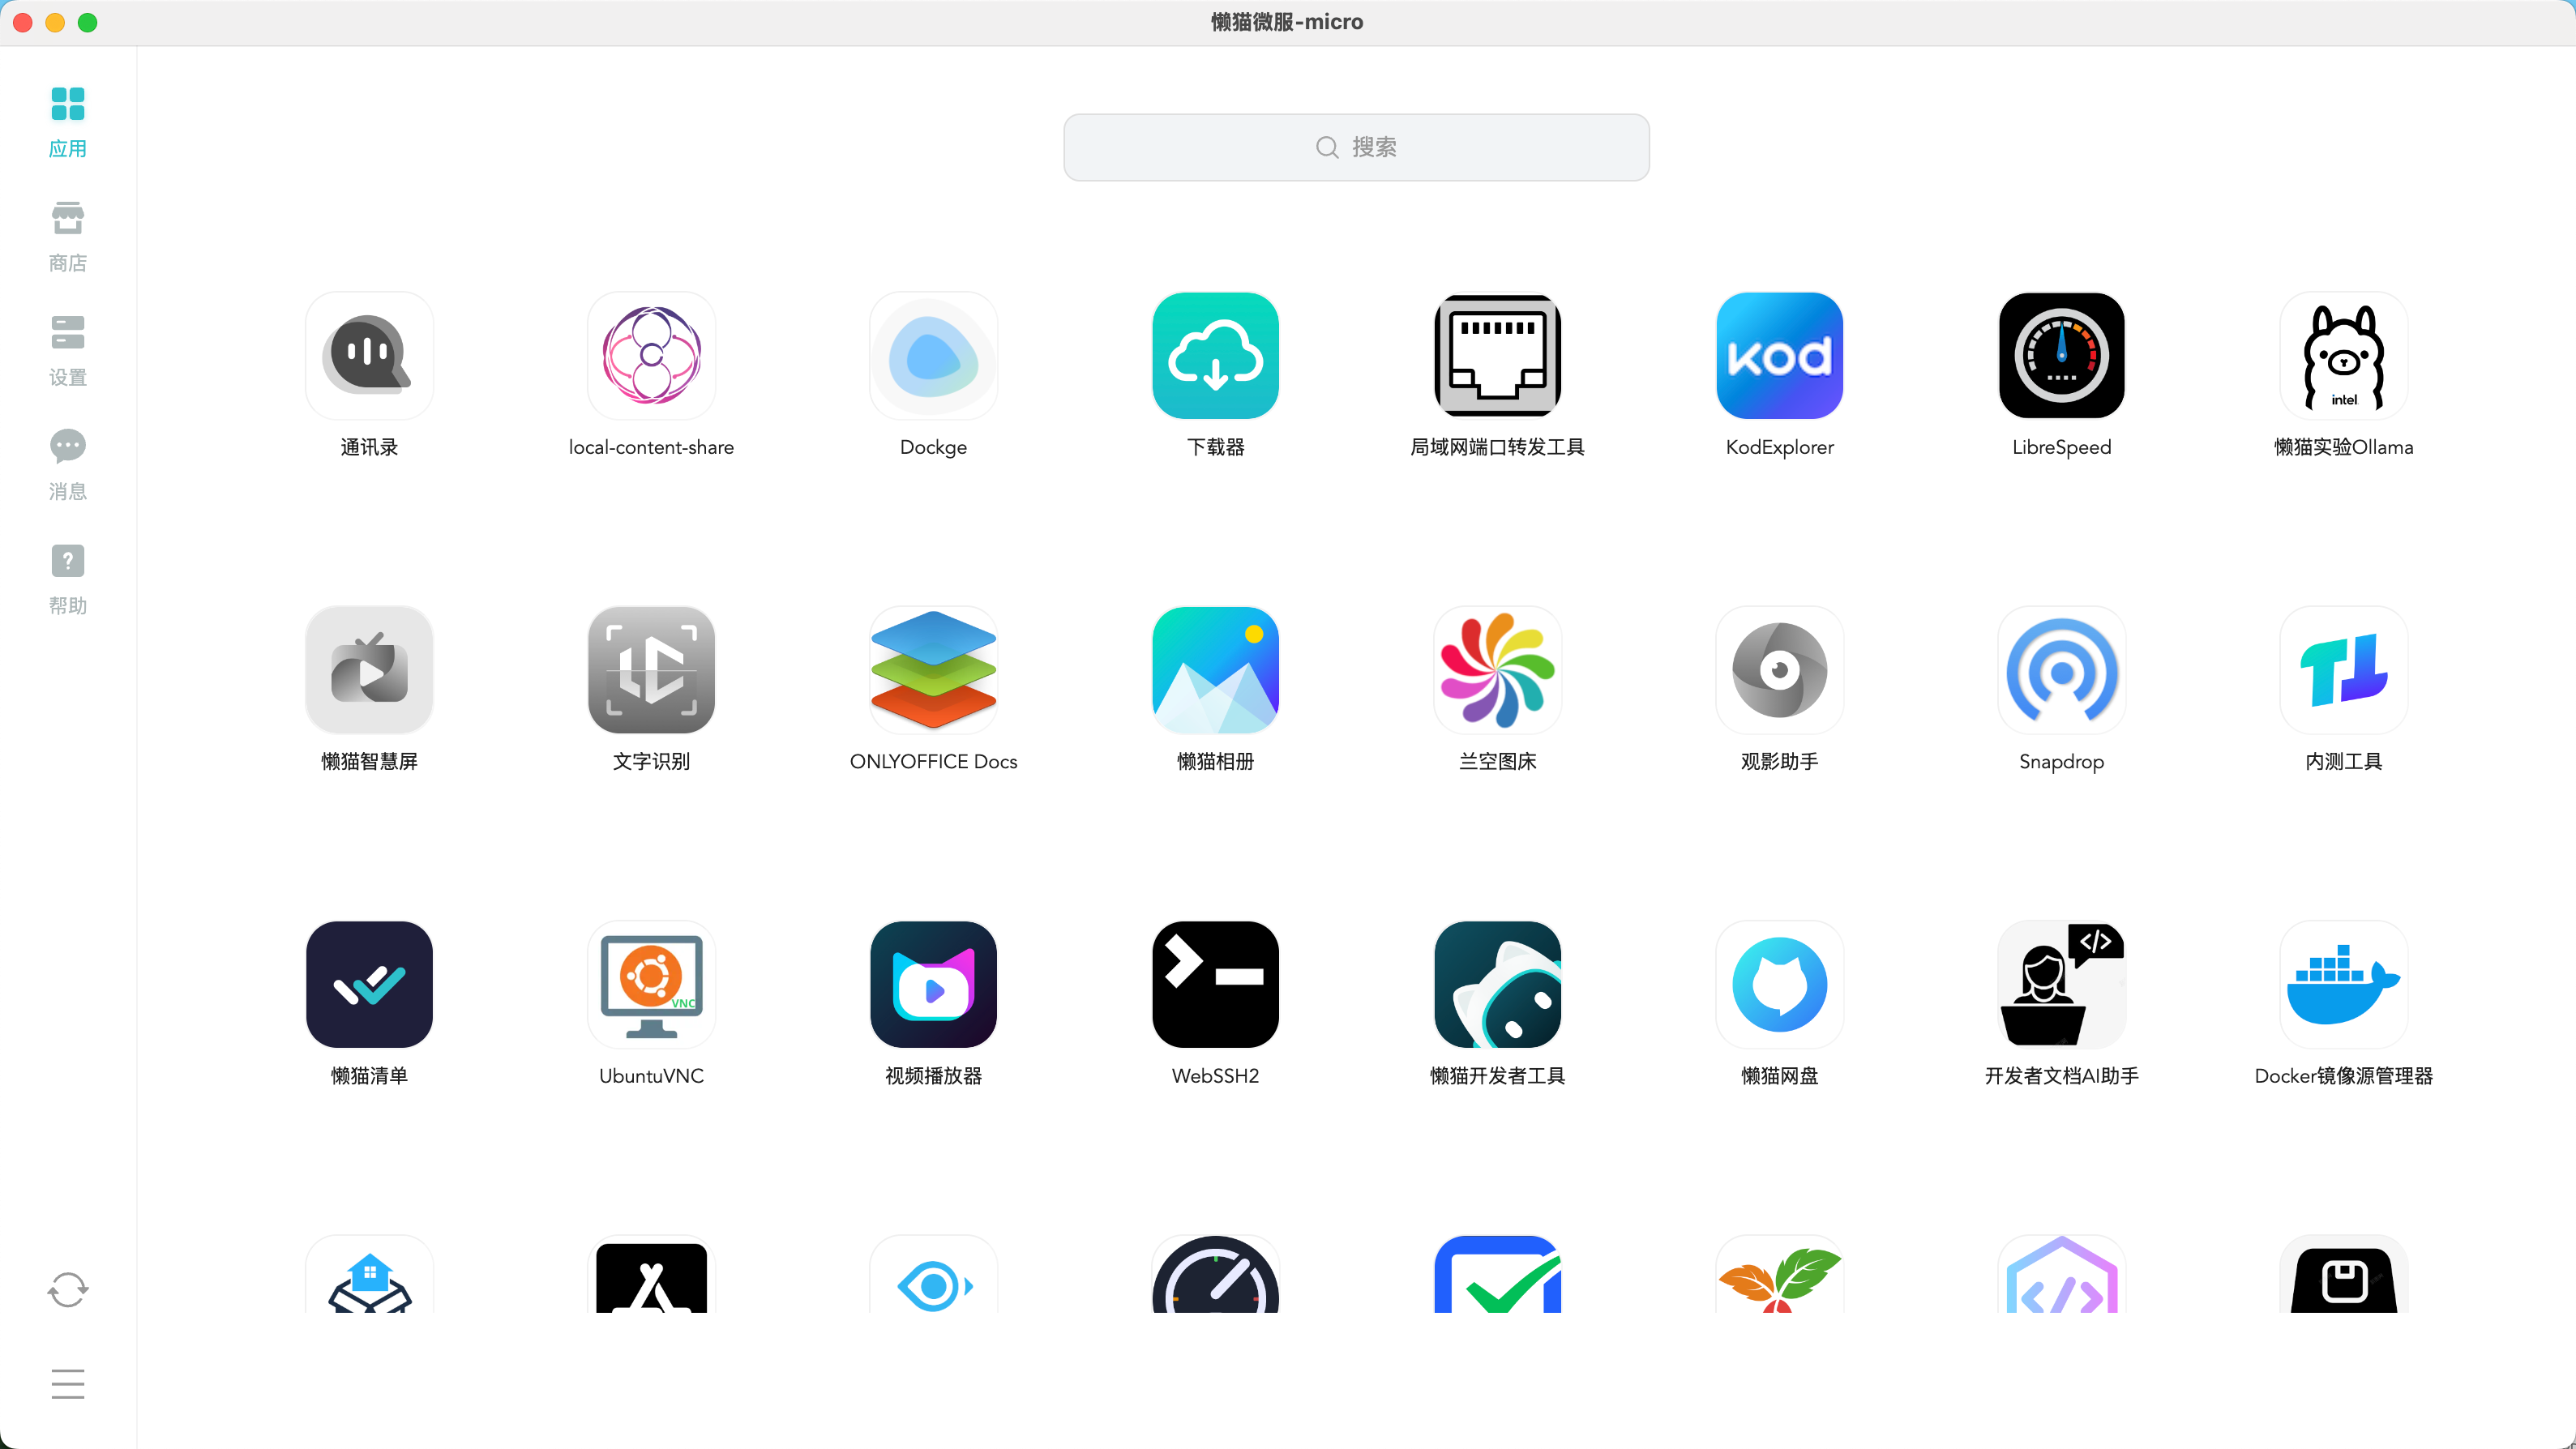 懒猫微服-micro
应用
商店
设置
消息
帮助
搜索
kod
intel
通讯录
local-content-share
Dockge
下载器
局域网端口转发工具
KodExplorer
LibreSpeed
懒猫实验Ollama
懒猫智慧屏
文字识别
ONLYOFFICE Docs
懒猫相册
兰空图床
观影助手
Snapdrop
内测工具
VNC
懒猫清单
UbuntuVNC
视频播放器
WebSSH2
懒猫开发者工具
懒猫网盘
开发者文档AI助手
Docker镜像源管理器